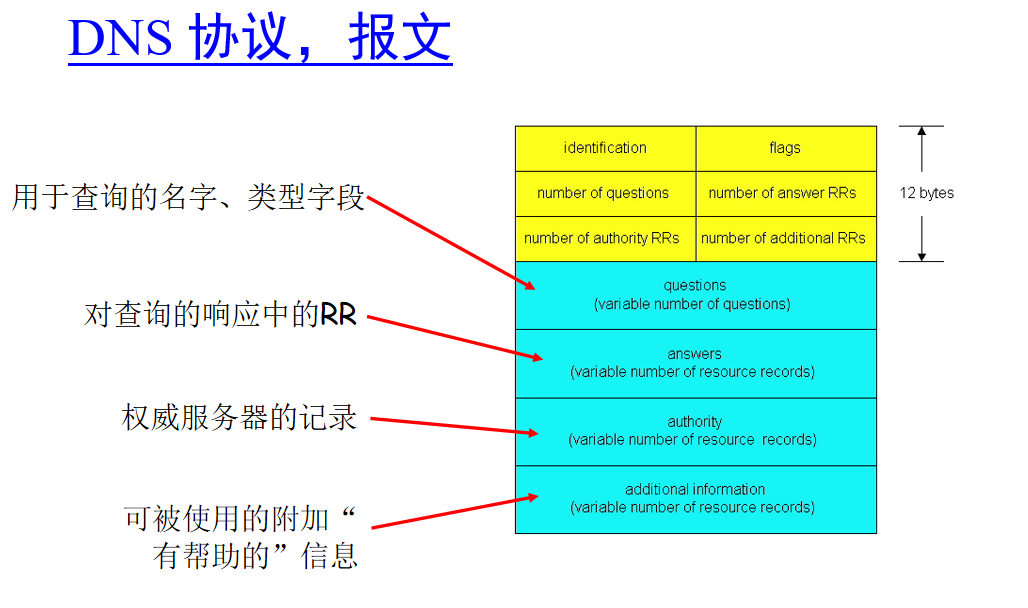 DNS 协议，报文
identification
flags
用于查询的名字、类型字段
number of questions
number of answer RRs
12 bytes
number of authority RRs
number of additional RRs
questions
(variable number of questions)
对查询的响应中的RR
answers
(variable number of resource records)
权威服务器的记录
authority
(variable number of resource records)
可被使用的附加“
有帮助的”信息
additional information
(variable number of resource records)